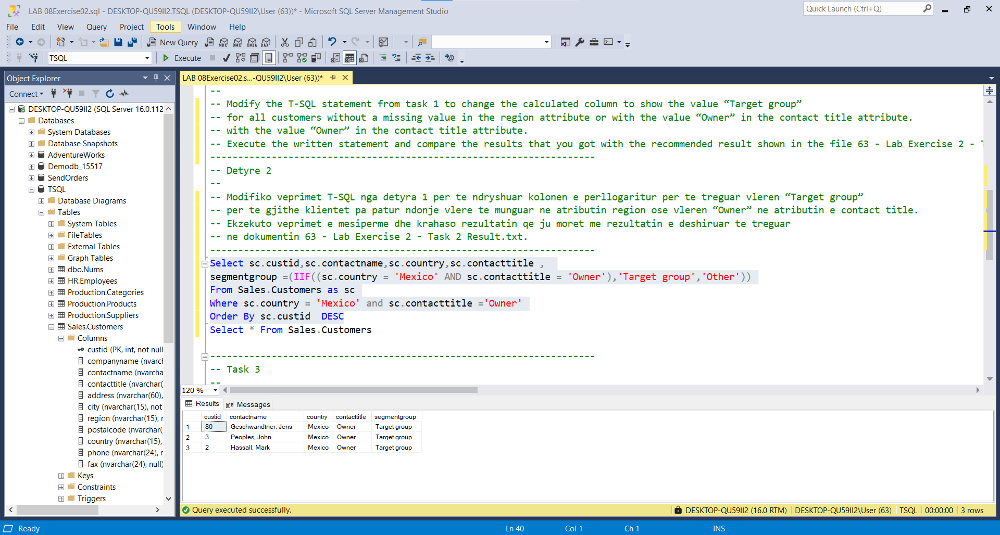 LAB 08Exercise02.sql - DESKTOP-QU59II2.TSQL (DESKTOP-QU59II2\User (63))* - Microsoft SQL Server Management Studio
Quick Launch (Ctrl+Q)
File Edit View Query Project Tools Window Help
New Query MDX DMX XMLA DAX
TSQL Execute
Object Explorer
Connect
DESKTOP-QU59II2 (SQL Server 16.0.112
Databases
System Databases
Database Snapshots
AdventureWorks
Demodb_15517
SendOrders
TSQL
Database Diagrams
Tables
System Tables
FileTables
External Tables
Graph Tables
dbo.Nums
HR.Employees
Production.Categories
Production.Products
Production.Suppliers
Sales.Customers
Columns
custid (PK, int, not null
companyname (nvarch
contactname (nvarcha
contacttitle (nvarchar(
address (nvarchar(60),
city (nvarchar(15), not
region (nvarchar(15), r
postalcode (nvarchar(
country (nvarchar(15),
phone (nvarchar(24), r
fax (nvarchar(24), null)
Keys
Constraints
Triggers
LAB 08Exercise02.s...-QU59II2\User (63))*
--
-- Modify the T-SQL statement from task 1 to change the calculated column to show the value “Target group”
-- for all customers without a missing value in the region attribute or with the value “Owner” in the contact title attribute.
-- with the value “Owner” in the contact title attribute.
-- Execute the written statement and compare the results that you got with the recommended result shown in the file 63 - Lab Exercise 2 - T
---------------------------------------------------------------------
-- Detyre 2
--
-- Modifiko veprimet T-SQL nga detyra 1 per te ndryshuar kolonen e perllogaritur per te treguar vleren “Target group”
-- per te gjithe klientet pa patur ndonje vlere te munguar ne atributin region ose vleren “Owner” ne atributin e contact title.
-- Ekzekuto veprimet e mesiperme dhe krahaso rezultatin qe ju moret me rezultatin e deshiruar te treguar
-- ne dokumentin 63 - Lab Exercise 2 - Task 2 Result.txt.
---------------------------------------------------------------------
Select sc.custid,sc.contactname,sc.country,sc.contacttitle ,
segmentgroup =(IIF((sc.country = 'Mexico' AND sc.contacttitle = 'Owner'),'Target group','Other'))
From Sales.Customers as sc
Where sc.country = 'Mexico' and sc.contacttitle ='Owner'
Order By sc.custid  DESC
Select * From Sales.Customers
---------------------------------------------------------------------
-- Task 3
--
120 %
Results Messages
custid contactname country contacttitle segmentgroup
1 80 Geschwandtner, Jens Mexico Owner Target group
2 3 Peoples, John Mexico Owner Target group
3 2 Hassall, Mark Mexico Owner Target group
Query executed successfully. DESKTOP-QU59II2 (16.0 RTM) DESKTOP-QU59II2\User (63) TSQL 00:00:00 3 rows
Ready Ln 40 Col 1 Ch 1 INS